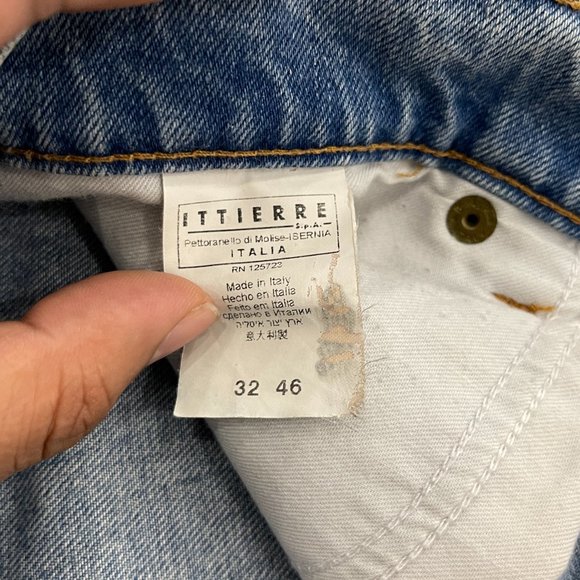 ITTIERRE
S.p.A.
Pettoranello di Molise-ISERNIA
ITALIA
RN 125723
Made in Italy
Hecho en Italia
Feito em Italia
сделано в Италии
ארץ יצור איטליה
意大利製
32 46